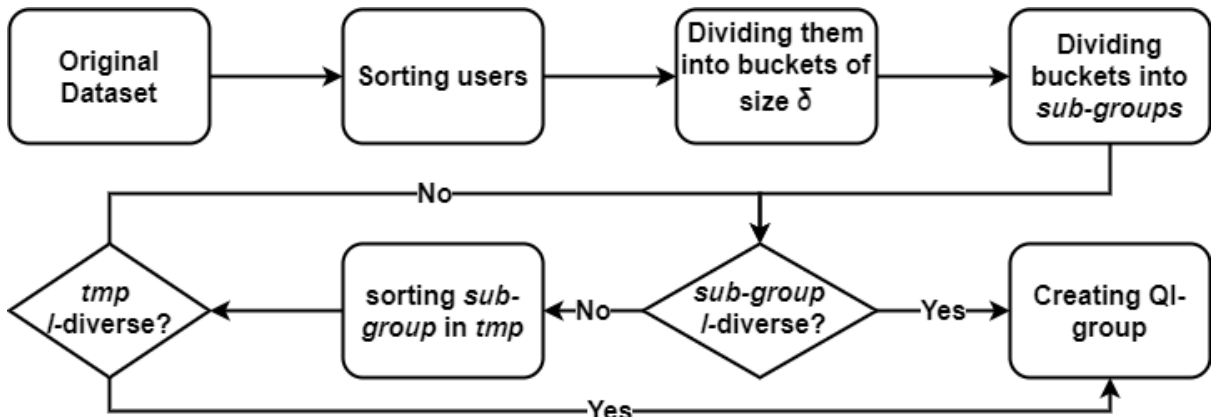 Original
Dataset
Sorting users
Dividing them
into buckets of
size δ
Dividing
buckets into
sub-groups
No
tmp
l-diverse?
sorting sub-
group in tmp
No
sub-group
l-diverse?
Yes
Creating QI-
group
Yes